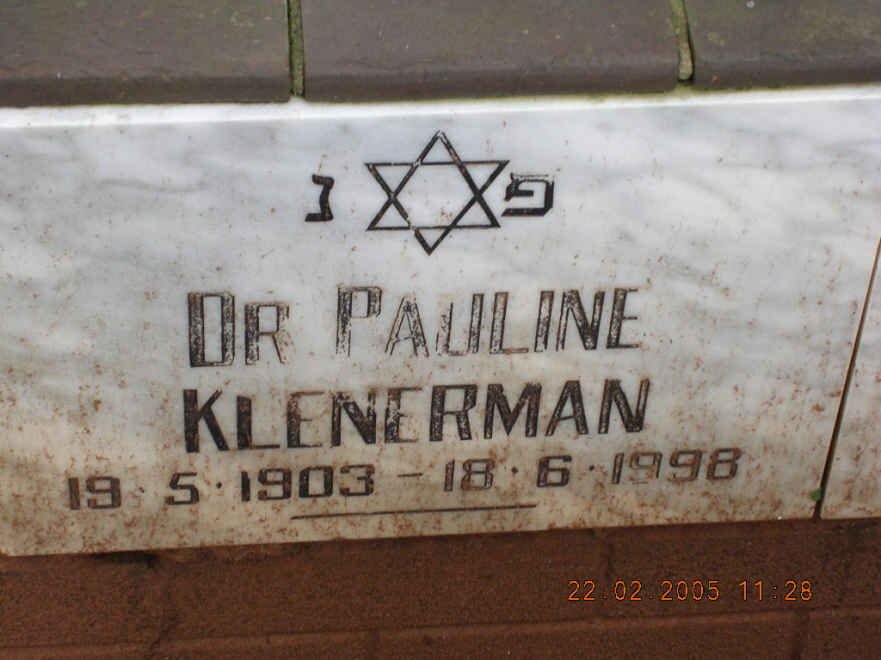 פ נ
DR PAULINE
KLENERMAN
19·5·1903 - 18·6·1998
22.02.2005 11:28